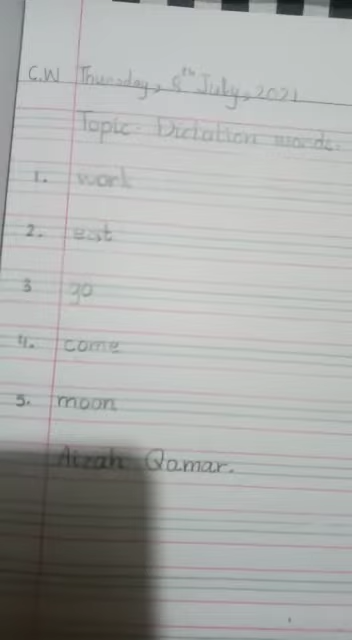 C.W Thursday, 8th July, 2021
Topic: Dictation words.
1. work
2. eat
3 go
4. come
5. moon
Aizah Qamar.